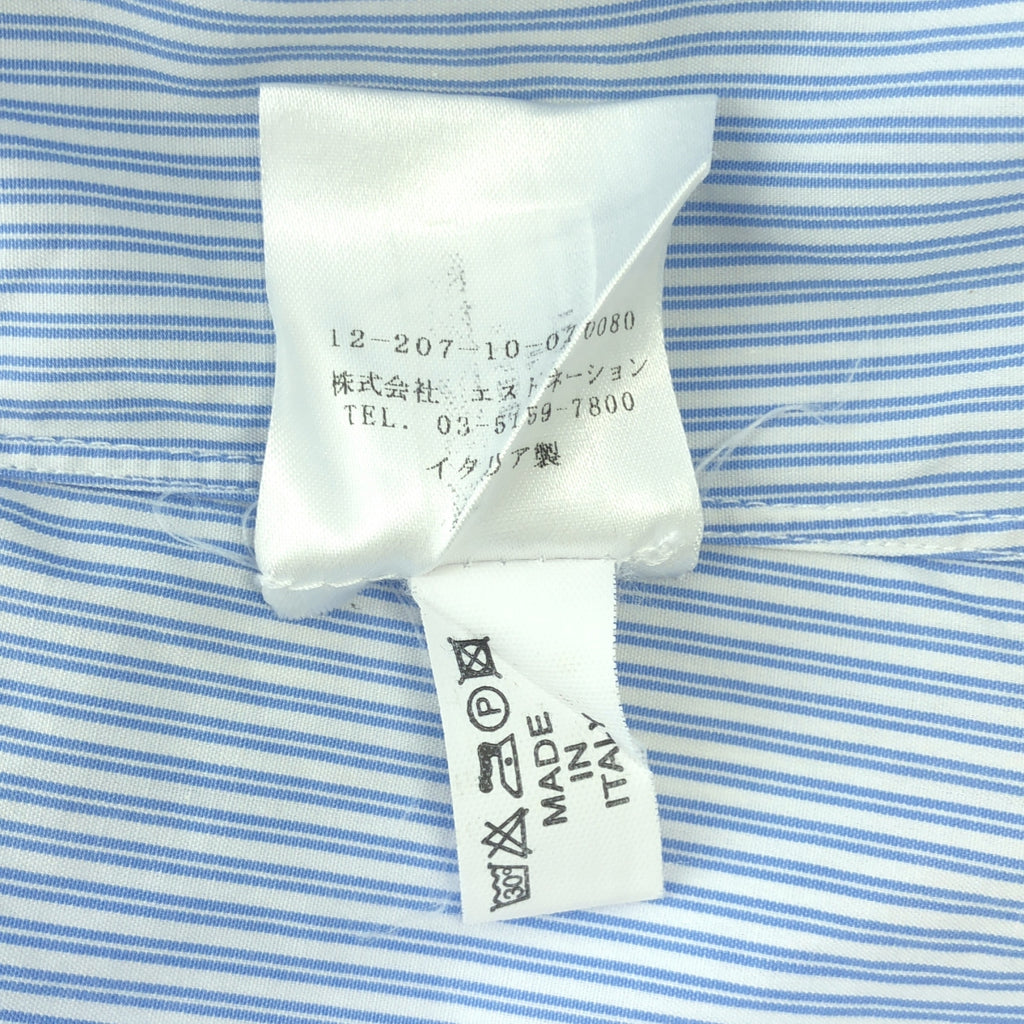 12-207-10-070080
株式会社 エストネーション
TEL. 03-5159-7800
イタリア製
P
MADE
IN
ITALY
30°